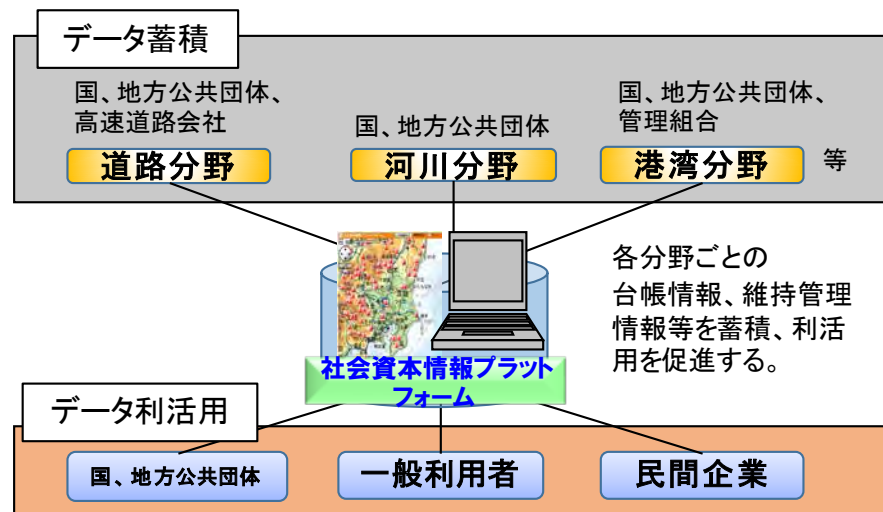 データ蓄積
国、地方公共団体、
高速道路会社
道路分野
国、地方公共団体
河川分野
国、地方公共団体、
管理組合
港湾分野
等
各分野ごとの
台帳情報、維持管理
情報等を蓄積、利活
用を促進する。
社会資本情報プラット
フォーム
データ利活用
国、地方公共団体
一般利用者
民間企業